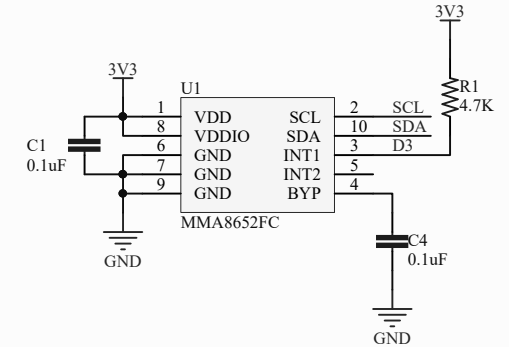 3V3
3V3
U1
R1
4.7K
1 VDD SCL 2 SCL
8 VDDIO SDA 10 SDA
6 GND INT1 3 D3
7 GND INT2 5
9 GND BYP 4
C1
0.1uF
MMA8652FC
GND
C4
0.1uF
GND